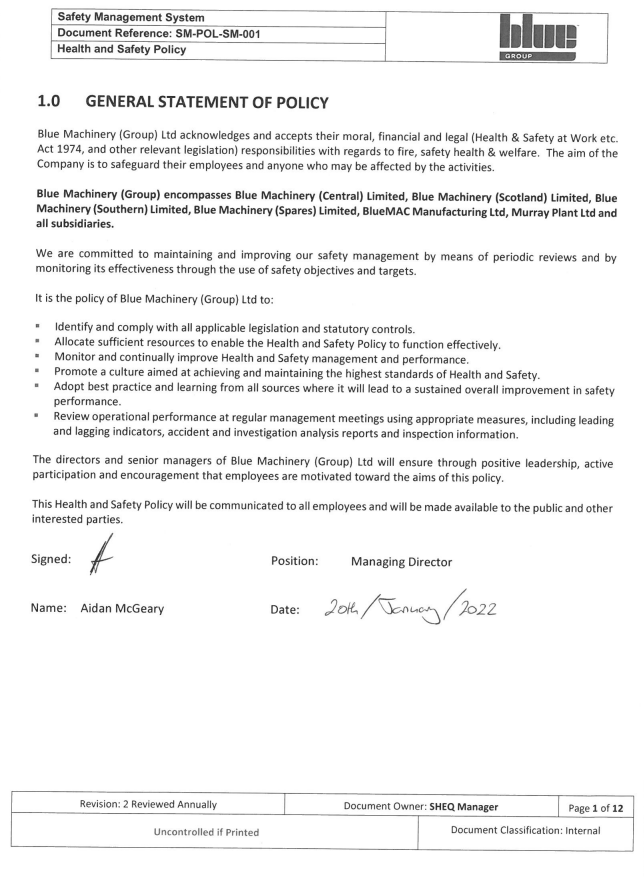 Safety Management System
Document Reference: SM-POL-SM-001
Health and Safety Policy
blue
GROUP
1.0 GENERAL STATEMENT OF POLICY
Blue Machinery (Group) Ltd acknowledges and accepts their moral, financial and legal (Health & Safety at Work etc.
Act 1974, and other relevant legislation) responsibilities with regards to fire, safety health & welfare. The aim of the
Company is to safeguard their employees and anyone who may be affected by the activities.
Blue Machinery (Group) encompasses Blue Machinery (Central) Limited, Blue Machinery (Scotland) Limited, Blue
Machinery (Southern) Limited, Blue Machinery (Spares) Limited, BlueMAC Manufacturing Ltd, Murray Plant Ltd and
all subsidiaries.
We are committed to maintaining and improving our safety management by means of periodic reviews and by
monitoring its effectiveness through the use of safety objectives and targets.
It is the policy of Blue Machinery (Group) Ltd to:
▪ Identify and comply with all applicable legislation and statutory controls.
▪ Allocate sufficient resources to enable the Health and Safety Policy to function effectively.
▪ Monitor and continually improve Health and Safety management and performance.
▪ Promote a culture aimed at achieving and maintaining the highest standards of Health and Safety.
▪ Adopt best practice and learning from all sources where it will lead to a sustained overall improvement in safety
performance.
▪ Review operational performance at regular management meetings using appropriate measures, including leading
and lagging indicators, accident and investigation analysis reports and inspection information.
The directors and senior managers of Blue Machinery (Group) Ltd will ensure through positive leadership, active
participation and encouragement that employees are motivated toward the aims of this policy.
This Health and Safety Policy will be communicated to all employees and will be made available to the public and other
interested parties.
Signed: Position: Managing Director
Name: Aidan McGeary Date: 20th/January/2022
Revision: 2 Reviewed Annually Document Owner: SHEQ Manager Page 1 of 12
Uncontrolled if Printed Document Classification: Internal